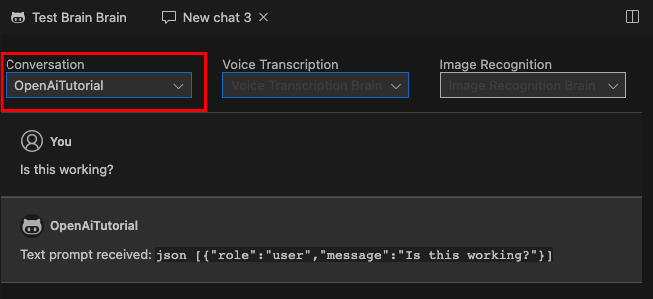 Test Brain Brain New chat 3
Conversation Voice Transcription Image Recognition
OpenAiTutorial Voice Transcription Brain Image Recognition Brain
You
Is this working?
OpenAiTutorial
Text prompt received: json [{"role":"user","message":"Is this working?"}]